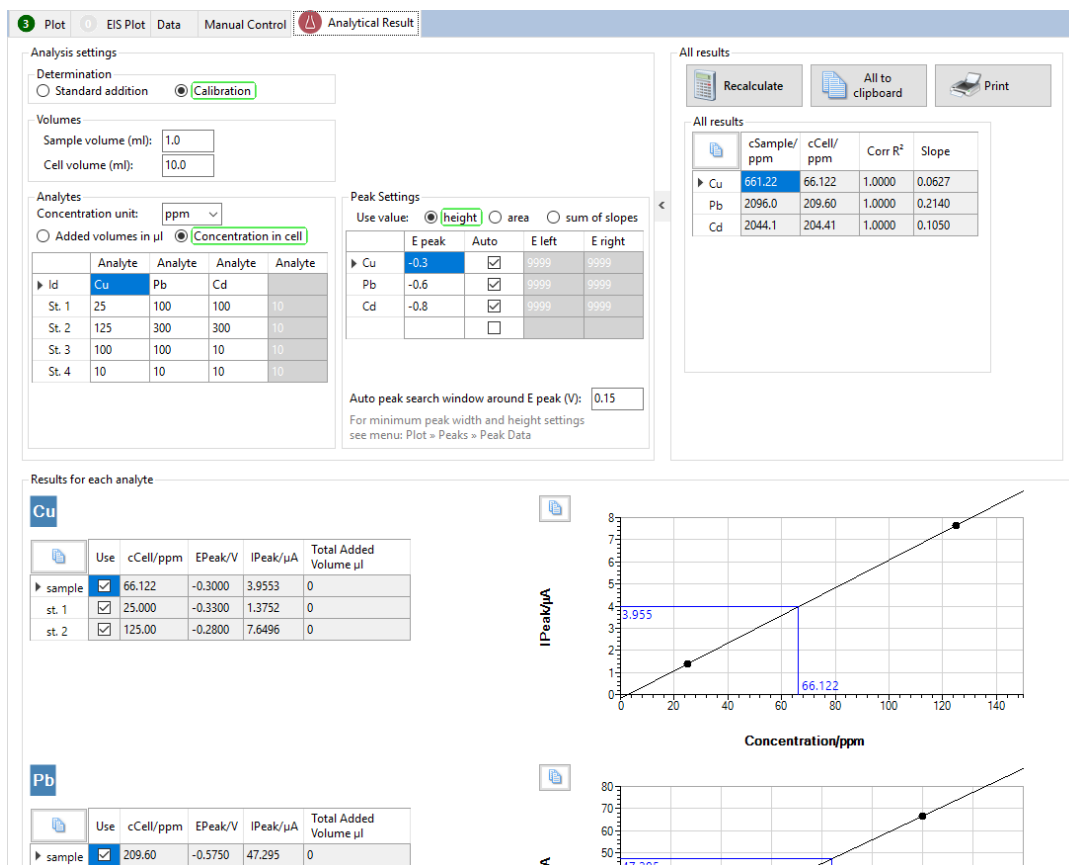 3 Plot 0 EIS Plot Data Manual Control Analytical Result
Analysis settings
Determination
Standard addition Calibration
Volumes
Sample volume (ml): 1.0
Cell volume (ml): 10.0
Analytes
Concentration unit: ppm
Added volumes in µl Concentration in cell
Analyte Analyte Analyte Analyte
Id Cu Pb Cd
St. 1 25 100 100 10
St. 2 125 300 300 10
St. 3 100 100 10 10
St. 4 10 10 10 10
Peak Settings
Use value: height area sum of slopes
E peak Auto E left E right
Cu -0.3 9999 9999
Pb -0.6 9999 9999
Cd -0.8 9999 9999
Auto peak search window around E peak (V): 0.15
For minimum peak width and height settings
see menu: Plot » Peaks » Peak Data
<
All results
Recalculate
All to
clipboard
Print
All results
cSample/ cCell/ Corr R² Slope
ppm ppm
Cu 661.22 66.122 1.0000 0.0627
Pb 2096.0 209.60 1.0000 0.2140
Cd 2044.1 204.41 1.0000 0.1050
Results for each analyte
Cu
Use cCell/ppm EPeak/V IPeak/µA Total Added
Volume µl
sample 66.122 -0.3000 3.9553 0
st. 1 25.000 -0.3300 1.3752 0
st. 2 125.00 -0.2800 7.6496 0
IPeak/µA
8
7
6
5
4
3.955
3
2
1
66.122
0
0 20 40 60 80 100 120 140
Concentration/ppm
Pb
Use cCell/ppm EPeak/V IPeak/µA Total Added
Volume µl
sample 209.60 -0.5750 47.295 0
80
70
60
50